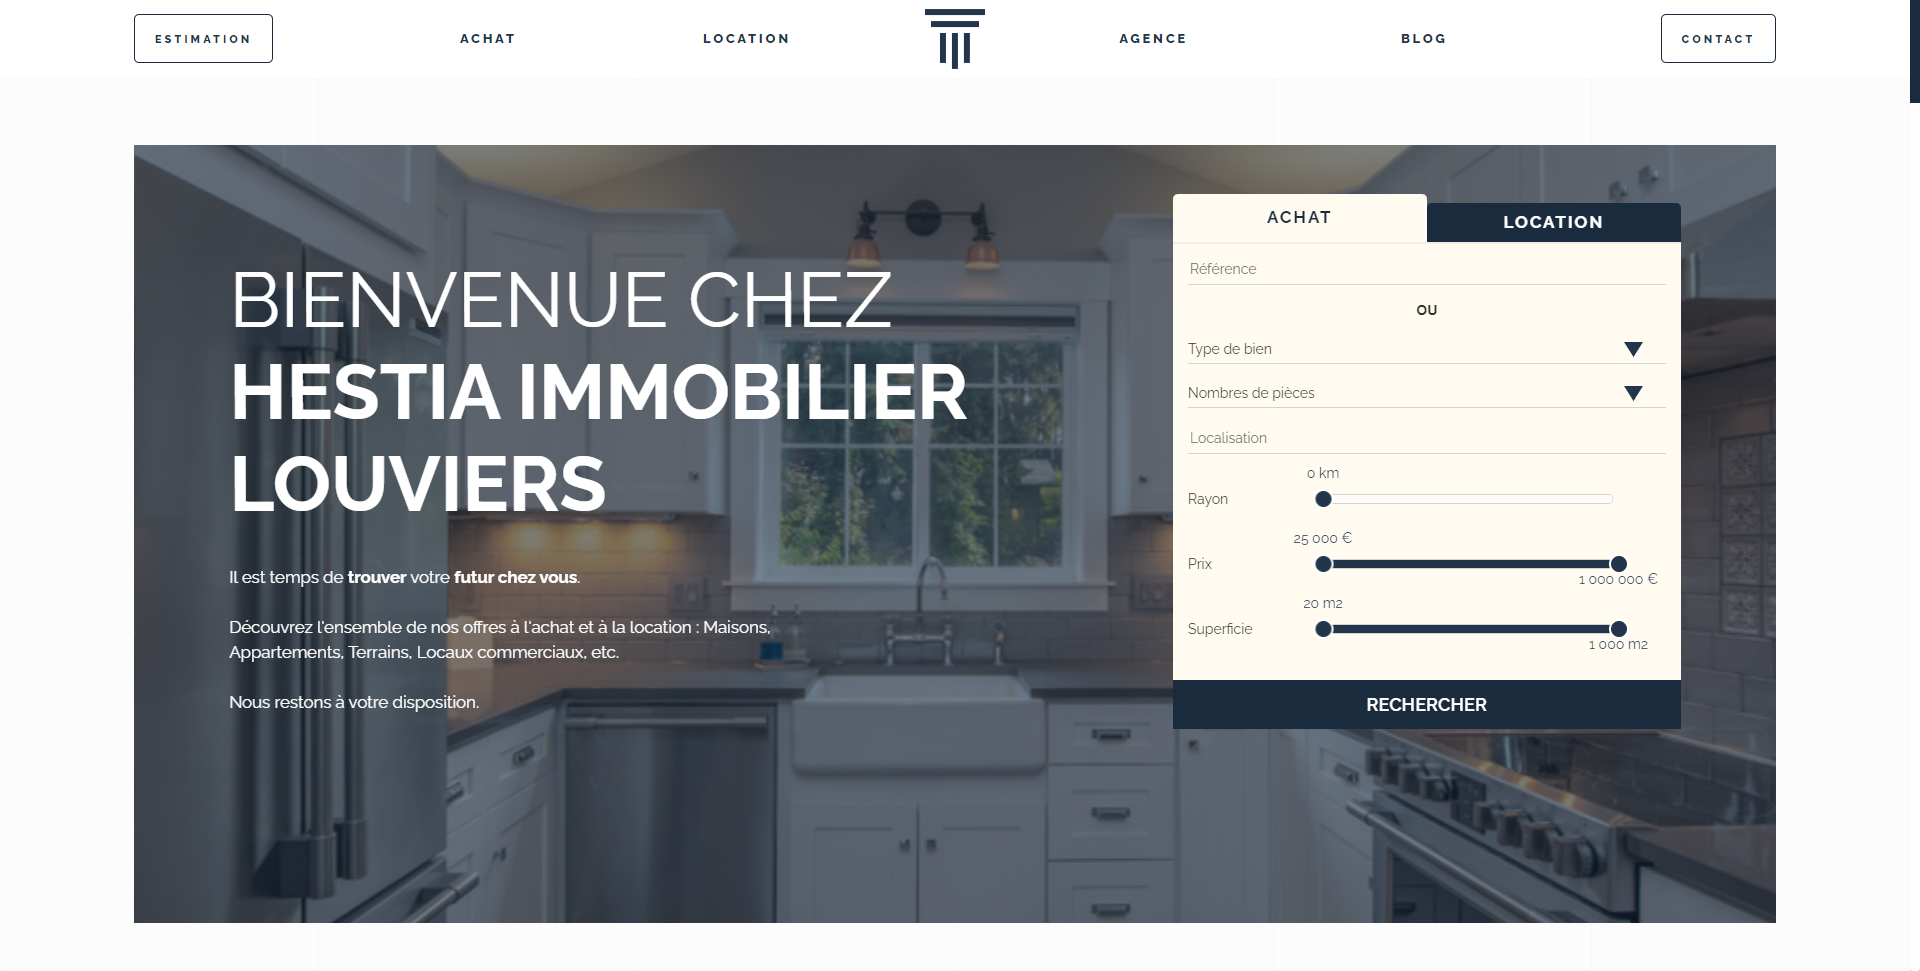 ESTIMATION
ACHAT
LOCATION
AGENCE
BLOG
CONTACT
BIENVENUE CHEZ
HESTIA IMMOBILIER
LOUVIERS
Il est temps de trouver votre futur chez vous.
Découvrez l'ensemble de nos offres à l'achat et à la location : Maisons,
Appartements, Terrains, Locaux commerciaux, etc.
Nous restons à votre disposition.
ACHAT
LOCATION
Référence
OU
Type de bien
Nombres de pièces
Localisation
0 km
Rayon
25 000 €
Prix
1 000 000 €
20 m2
Superficie
1 000 m2
RECHERCHER